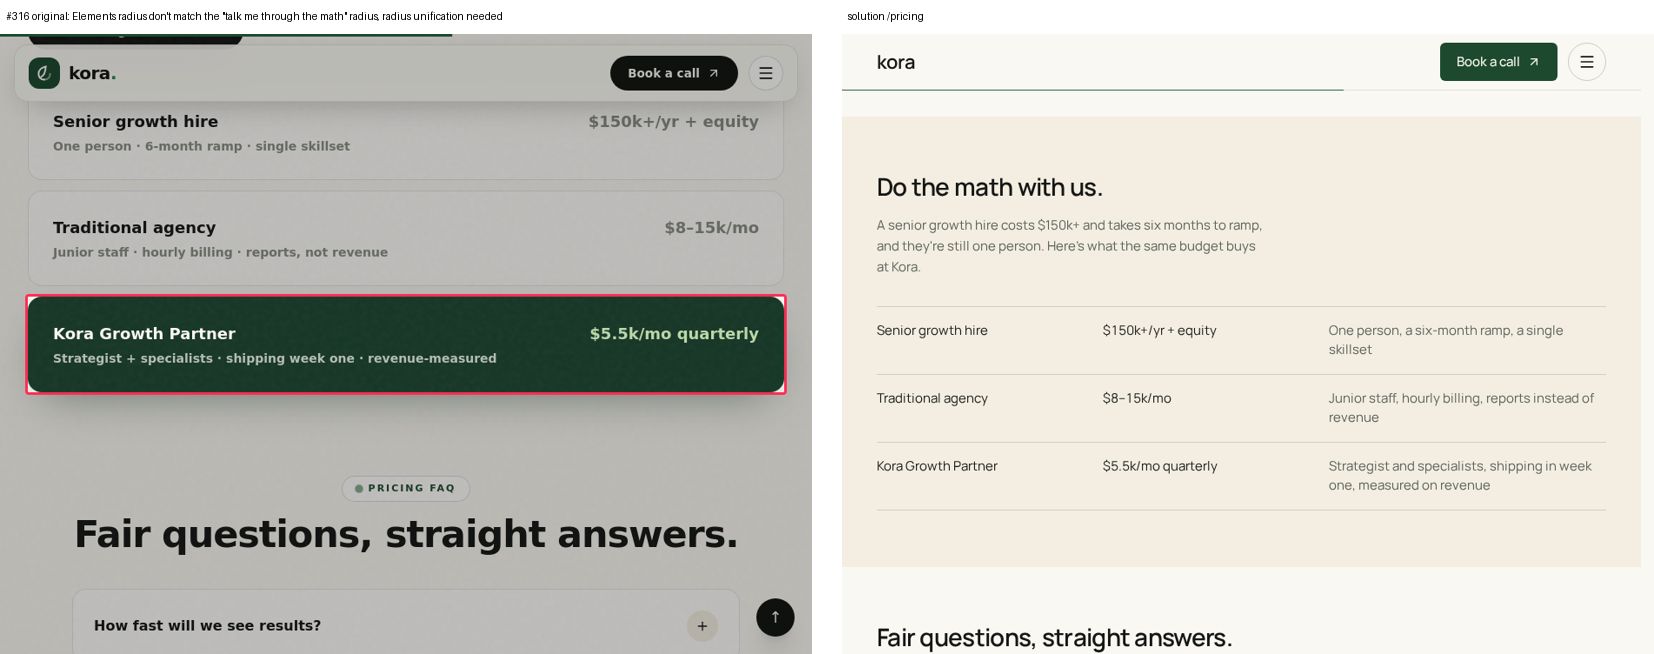 #316 original: Elements radius don't match the "talk me through the math" radius, radius unification needed
kora.
Book a call ↗
Senior growth hire
$150k+/yr + equity
One person · 6-month ramp · single skillset
Traditional agency
$8–15k/mo
Junior staff · hourly billing · reports, not revenue
Kora Growth Partner
$5.5k/mo quarterly
Strategist + specialists · shipping week one · revenue-measured
PRICING FAQ
Fair questions, straight answers.
How fast will we see results?
+
↑
solution /pricing
kora
Book a call ↗
Do the math with us.
A senior growth hire costs $150k+ and takes six months to ramp,
and they're still one person. Here's what the same budget buys
at Kora.
Senior growth hire
$150k+/yr + equity
One person, a six-month ramp, a single
skillset
Traditional agency
$8–15k/mo
Junior staff, hourly billing, reports instead of
revenue
Kora Growth Partner
$5.5k/mo quarterly
Strategist and specialists, shipping in week
one, measured on revenue
Fair questions, straight answers.